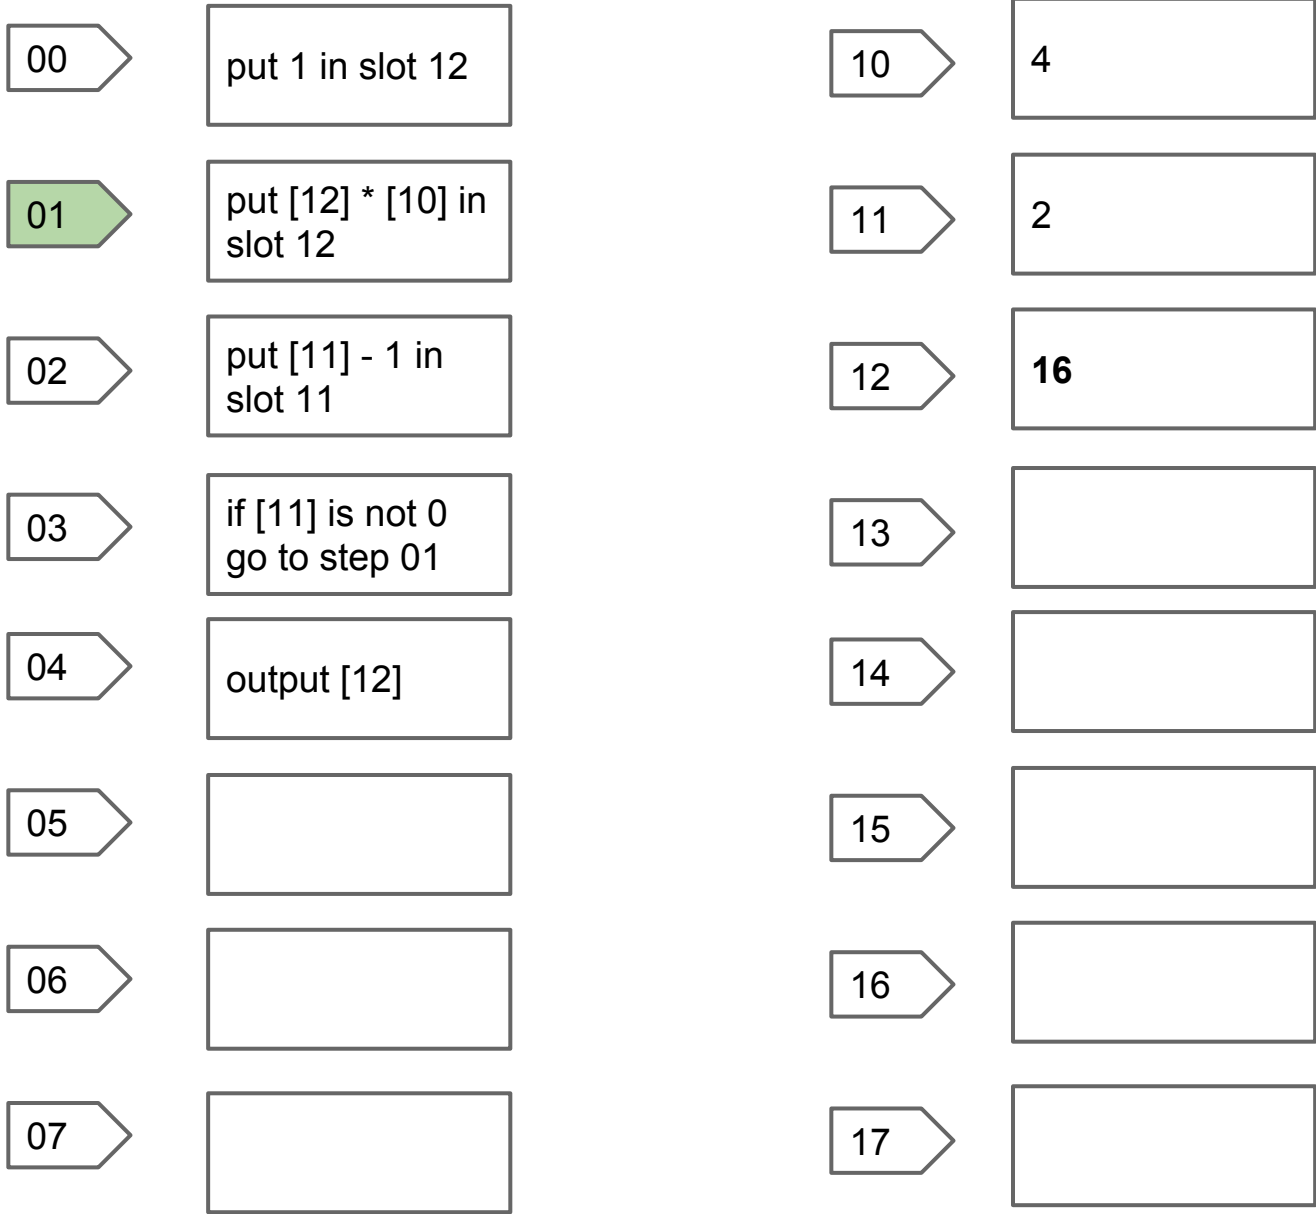 00
put 1 in slot 12
01
put [12] * [10] in
slot 12
02
put [11] - 1 in
slot 11
03
if [11] is not 0
go to step 01
04
output [12]
05
06
07
10
4
11
2
12
16
13
14
15
16
17